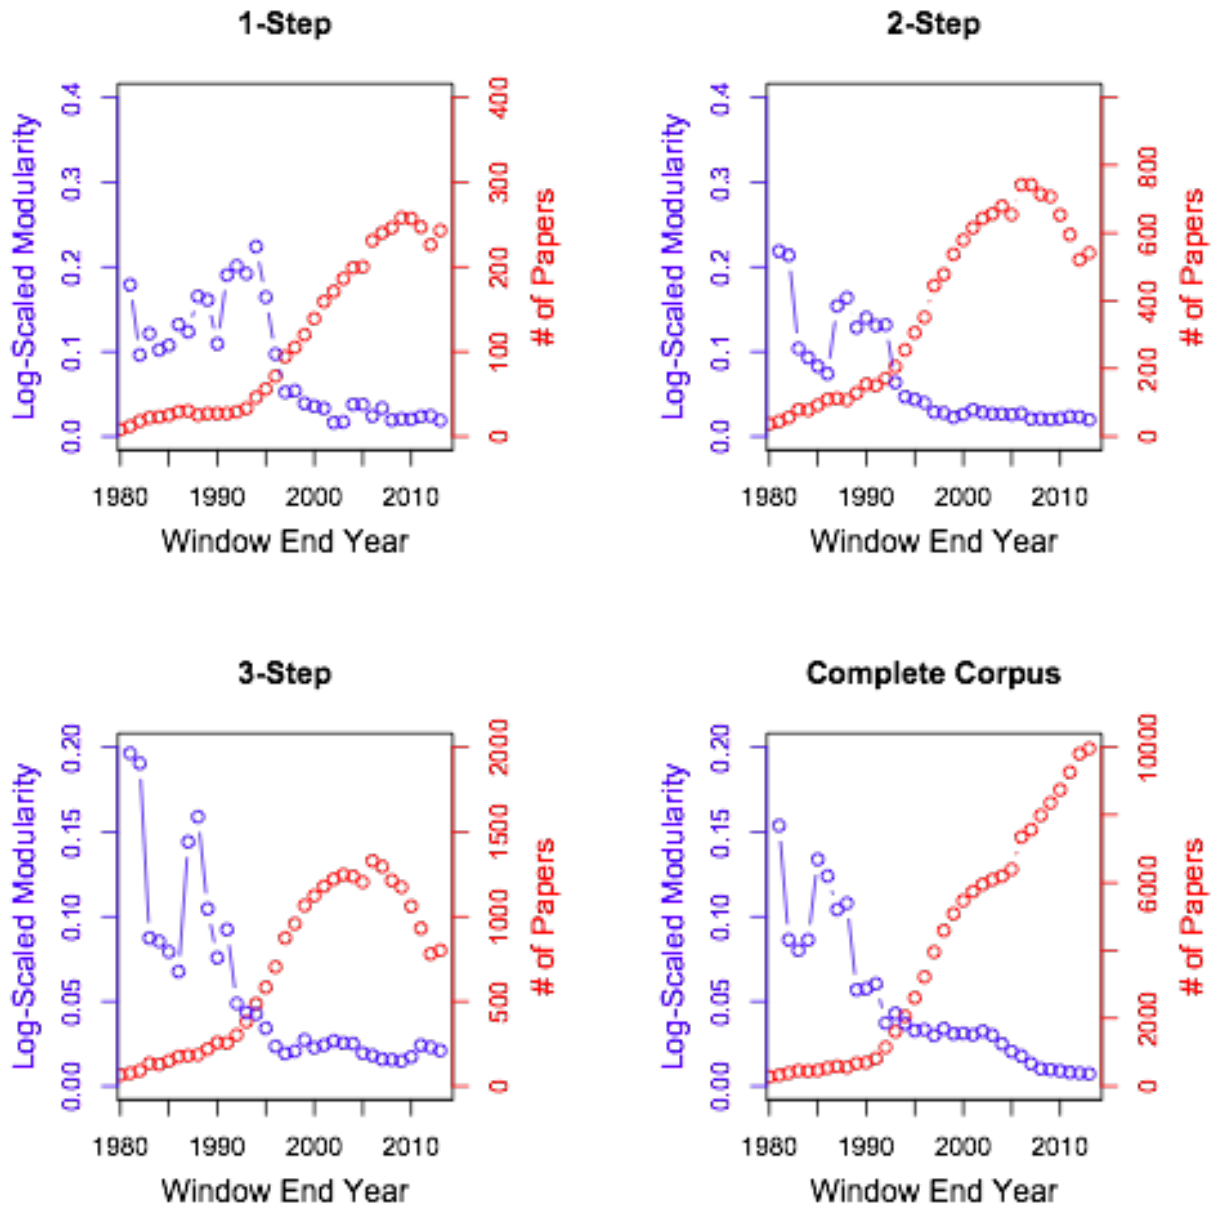 1-Step
Log-Scaled Modularity
0.0 0.1 0.2 0.3 0.4
0 100 200 300 400
# of Papers
1980 1990 2000 2010
Window End Year
2-Step
Log-Scaled Modularity
0.0 0.1 0.2 0.3 0.4
0 200 400 600 800
# of Papers
1980 1990 2000 2010
Window End Year
3-Step
Log-Scaled Modularity
0.00 0.05 0.10 0.15 0.20
0 500 1000 1500 2000
# of Papers
1980 1990 2000 2010
Window End Year
Complete Corpus
Log-Scaled Modularity
0.00 0.05 0.10 0.15 0.20
0 2000 6000 10000
# of Papers
1980 1990 2000 2010
Window End Year